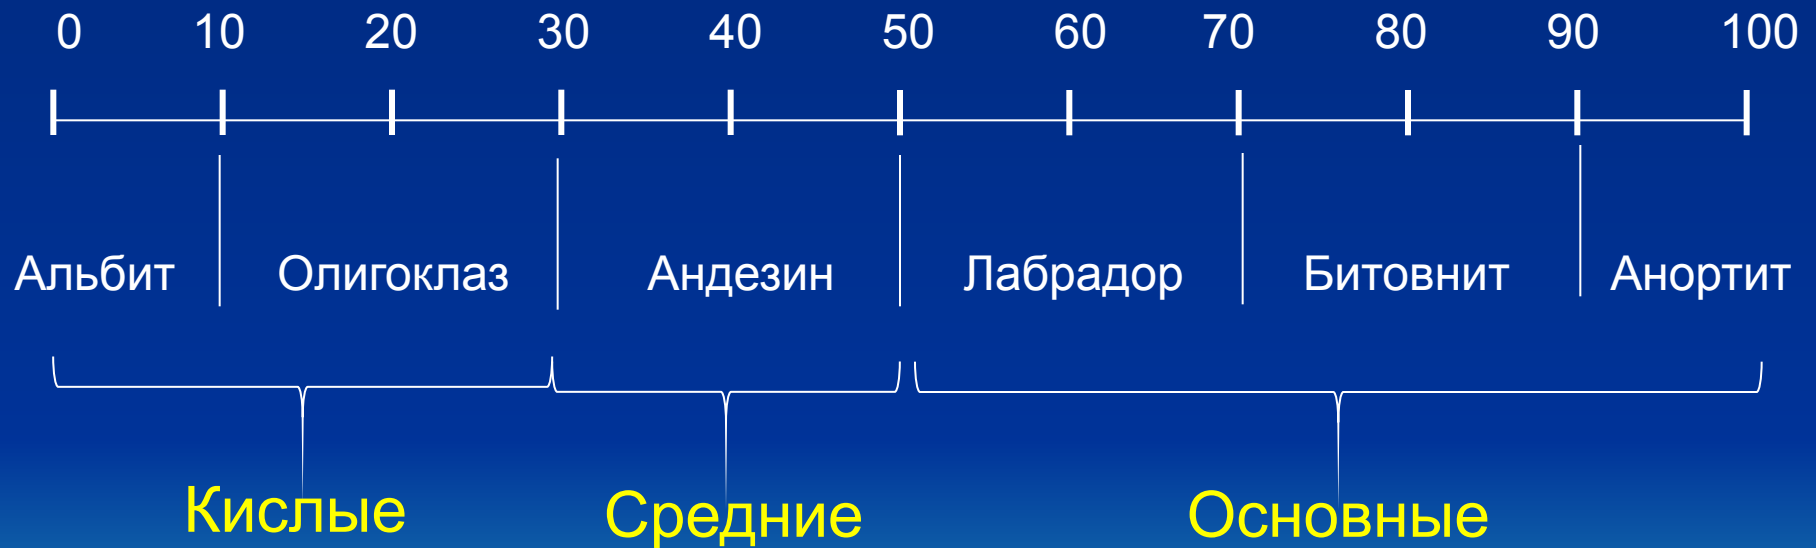 0 10 20 30 40 50 60 70 80 90 100
Альбит Олигоклаз Андезин Лабрадор Битовнит Анортит
Кислые Средние Основные